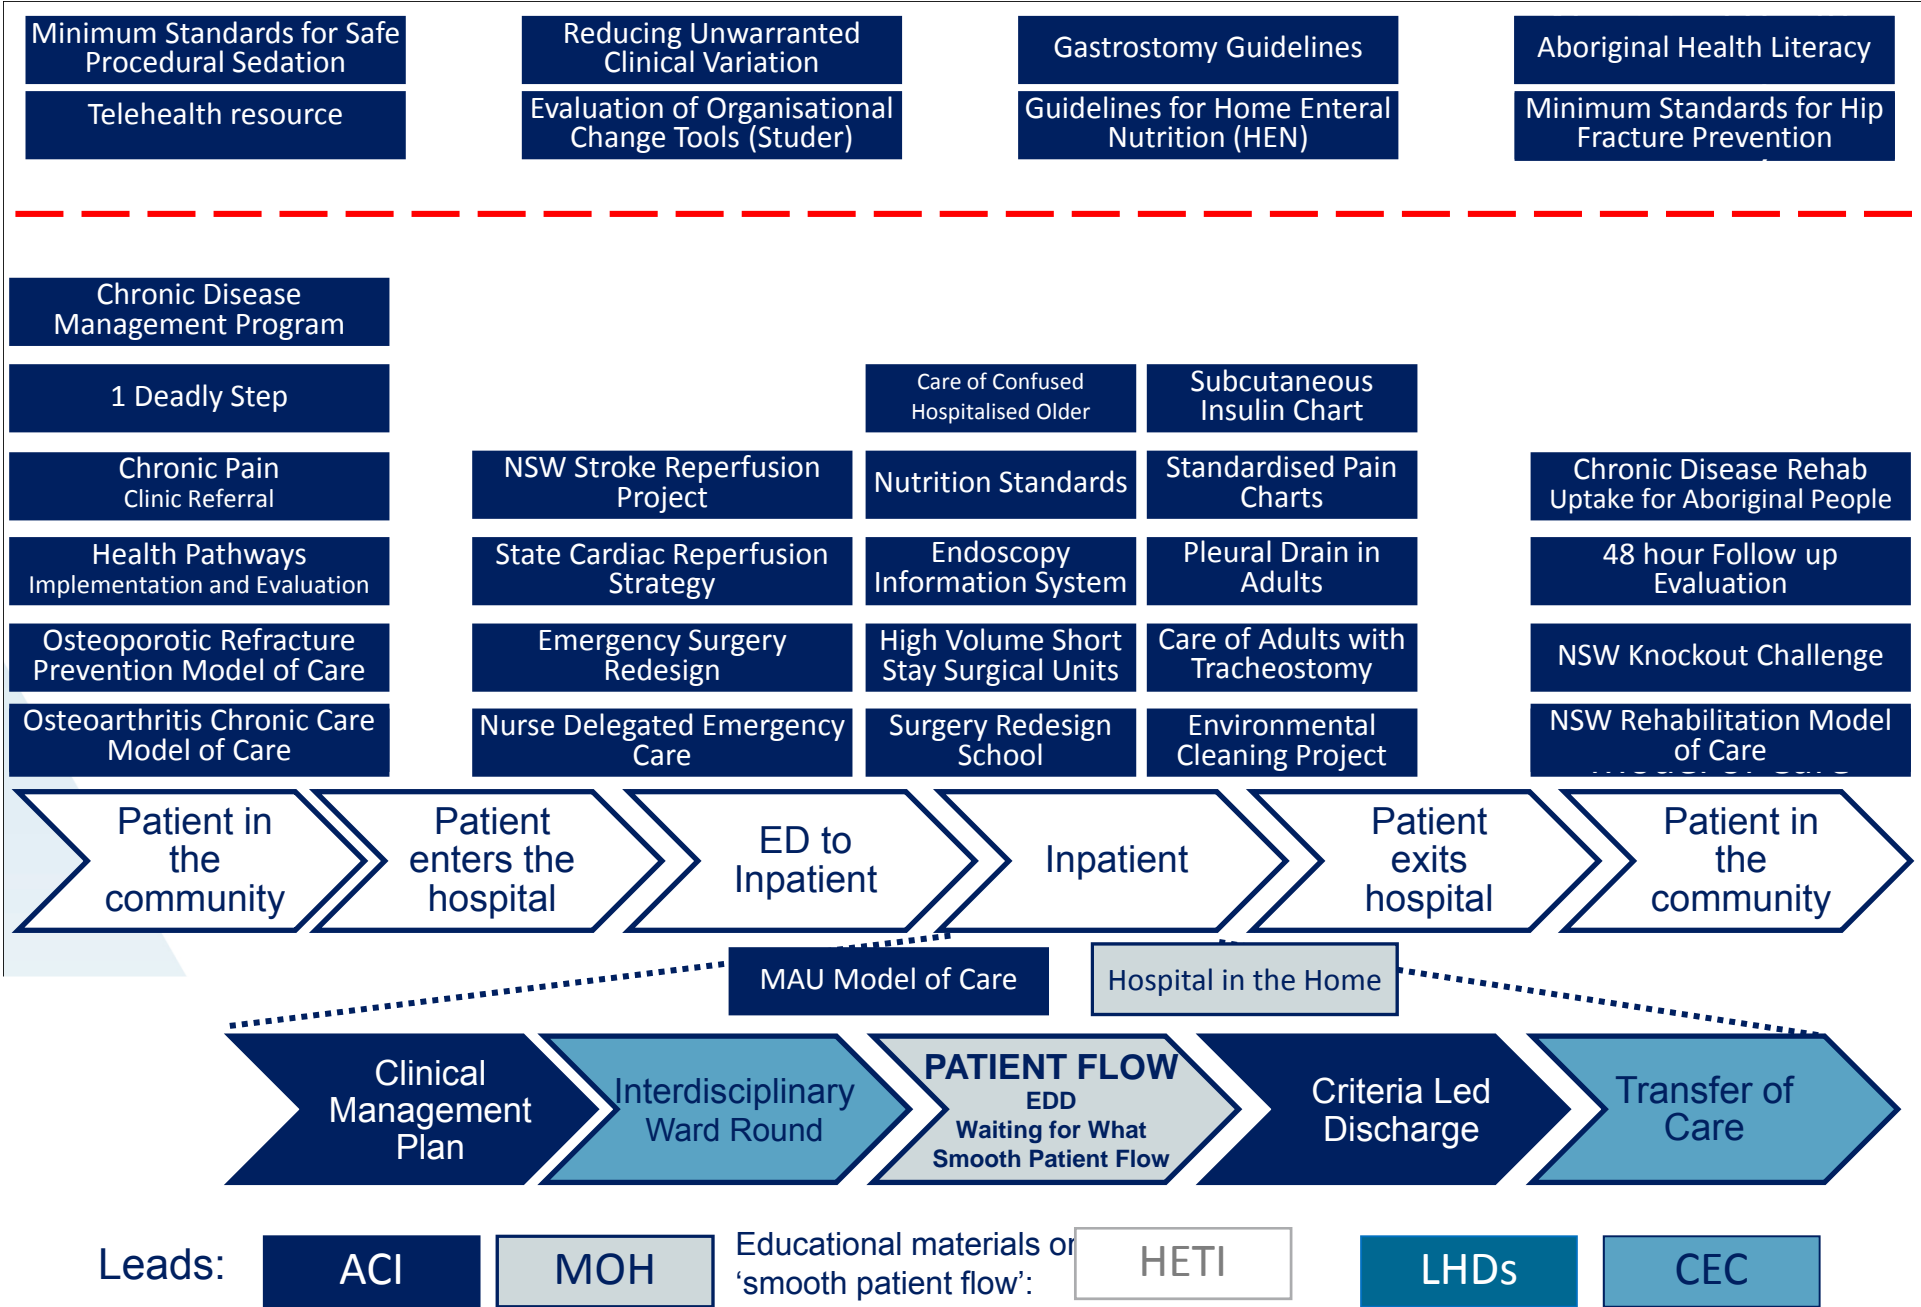 Minimum Standards for Safe
Procedural Sedation
Reducing Unwarranted
Clinical Variation
Gastrostomy Guidelines
Aboriginal Health Literacy
Telehealth resource
Evaluation of Organisational
Change Tools (Studer)
Guidelines for Home Enteral
Nutrition (HEN)
Minimum Standards for Hip
Fracture Prevention
Chronic Disease
Management Program
1 Deadly Step
Chronic Pain
Clinic Referral
Health Pathways
Implementation and Evaluation
Osteoporotic Refracture
Prevention Model of Care
Osteoarthritis Chronic Care
Model of Care
NSW Stroke Reperfusion
Project
State Cardiac Reperfusion
Strategy
Emergency Surgery
Redesign
Nurse Delegated Emergency
Care
Care of Confused
Hospitalised Older
Nutrition Standards
Endoscopy
Information System
High Volume Short
Stay Surgical Units
Surgery Redesign
School
Subcutaneous
Insulin Chart
Standardised Pain
Charts
Pleural Drain in
Adults
Care of Adults with
Tracheostomy
Environmental
Cleaning Project
Chronic Disease Rehab
Uptake for Aboriginal People
48 hour Follow up
Evaluation
NSW Knockout Challenge
NSW Rehabilitation Model
of Care
Patient in
the
community
Patient
enters the
hospital
ED to
Inpatient
Inpatient
Patient
exits
hospital
Patient in
the
community
MAU Model of Care
Hospital in the Home
Clinical
Management
Plan
Interdisciplinary
Ward Round
PATIENT FLOW
EDD
Waiting for What
Smooth Patient Flow
Criteria Led
Discharge
Transfer of
Care
Leads:
ACI
MOH
Educational materials or
‘smooth patient flow’:
HETI
LHDs
CEC